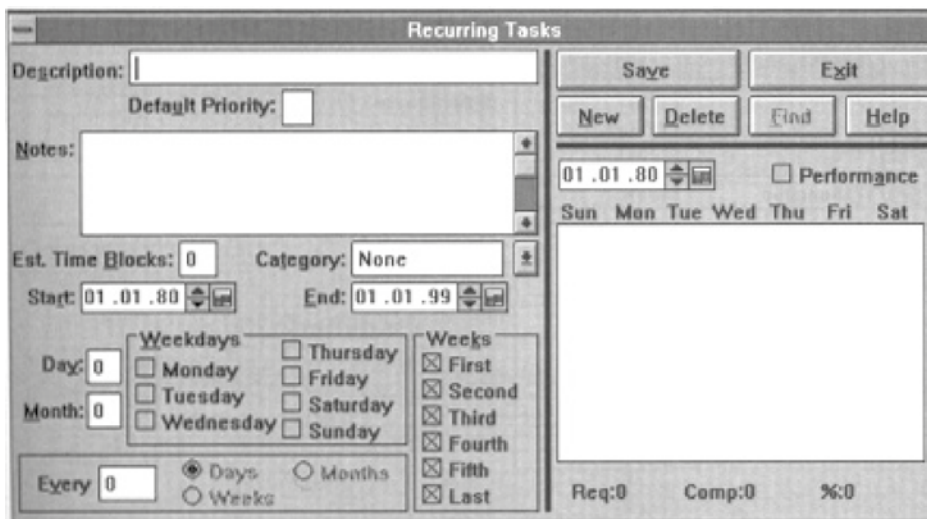 Recurring Tasks
Description:
Default Priority:
Notes:
Est. Time Blocks: 0 Category: None
Start: 01.01.80 End: 01.01.99
Day: 0
Month: 0
Weekdays
Monday
Tuesday
Wednesday
Thursday
Friday
Saturday
Sunday
Weeks
First
Second
Third
Fourth
Fifth
Last
Every 0 Days Months
Weeks
Save Exit
New Delete Find Help
01.01.80 Performance
Sun Mon Tue Wed Thu Fri Sat
Req:0 Comp:0 %:0